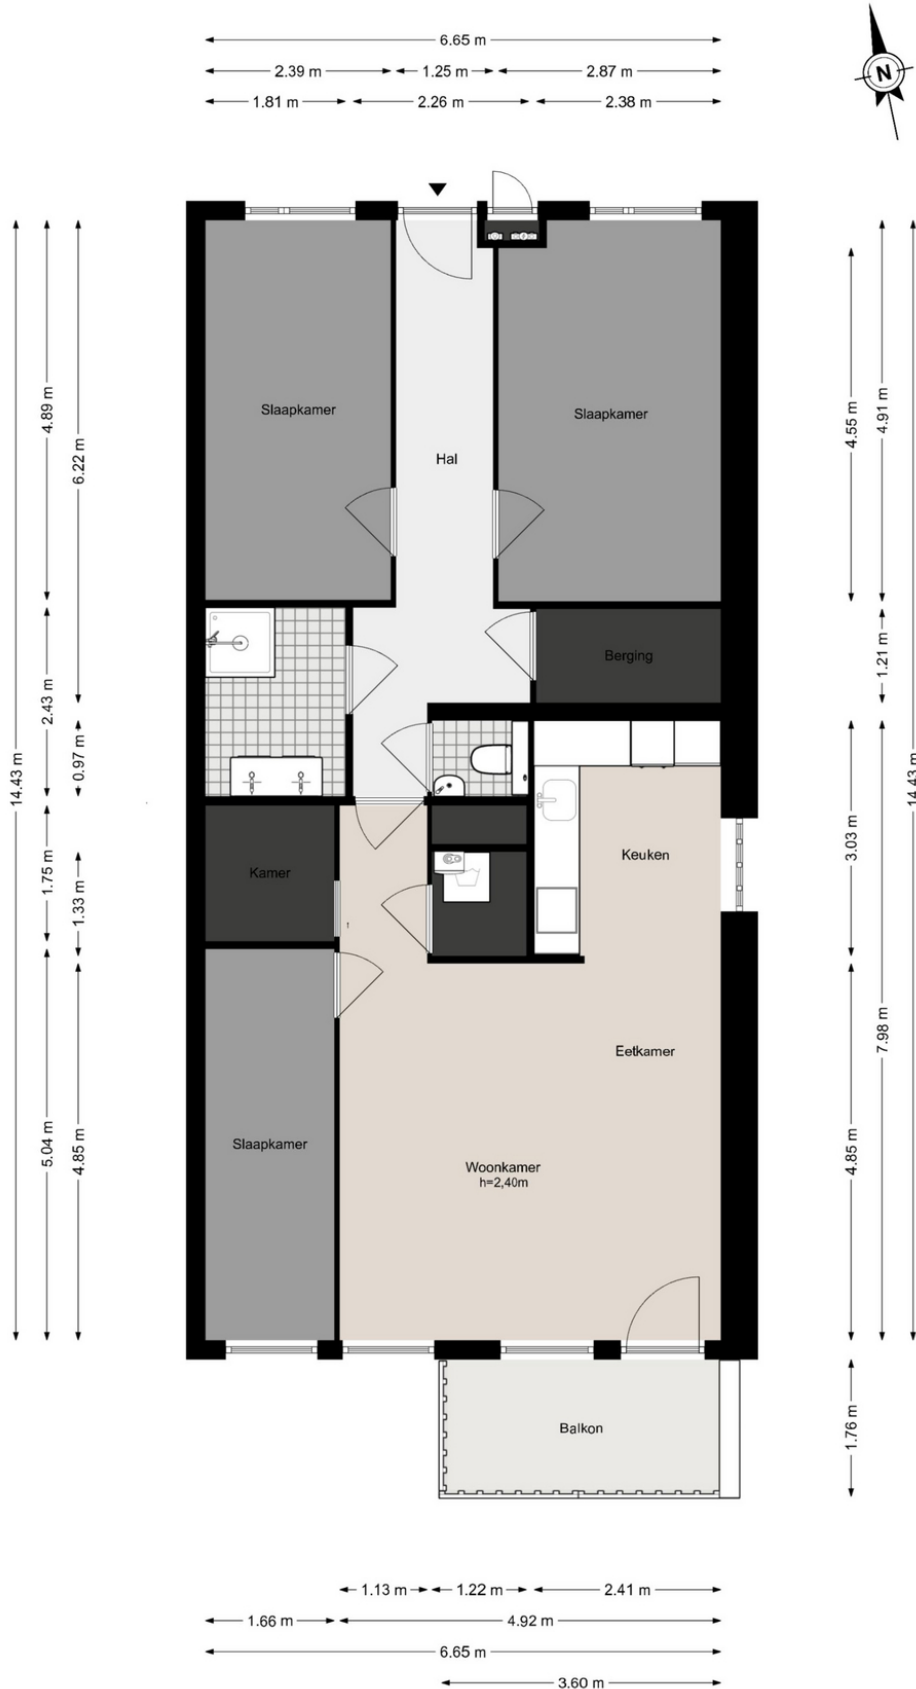 6.65 m
2.39 m
1.25 m
2.87 m
1.81 m
2.26 m
2.38 m
N
Slaapkamer
Slaapkamer
Hal
4.89 m
6.22 m
4.55 m
4.91 m
Berging
1.21 m
2.43 m
0.97 m
14.43 m
14.43 m
Keuken
3.03 m
Kamer
1.75 m
1.33 m
7.98 m
Eetkamer
Slaapkamer
5.04 m
4.85 m
4.85 m
Woonkamer
h=2,40m
Balkon
1.76 m
1.13 m
1.22 m
2.41 m
1.66 m
4.92 m
6.65 m
3.60 m